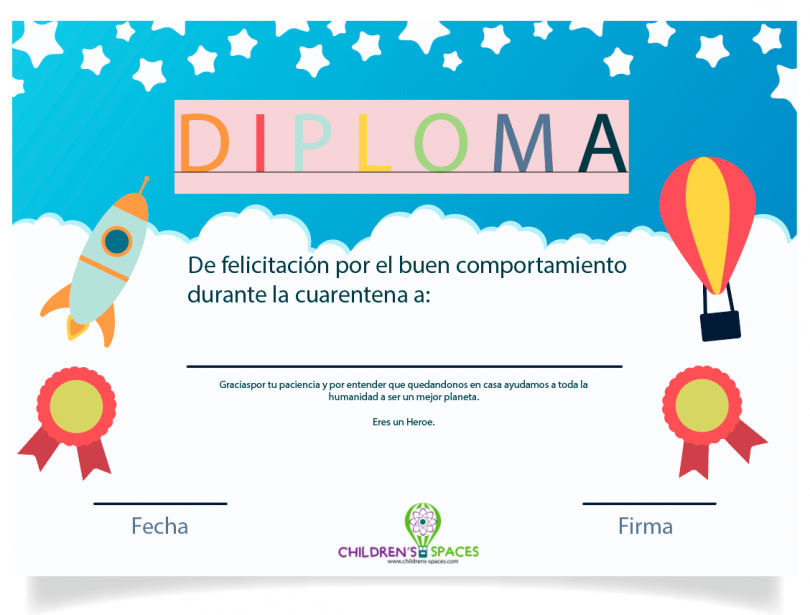 DIPLOMA
De felicitación por el buen comportamiento
durante la cuarentena a:
Graciaspor tu paciencia y por entender que quedandonos en casa ayudamos a toda la
humanidad a ser un mejor planeta.
Eres un Heroe.
Fecha
Firma
CHILDREN'S SPACES
www.childrens-spaces.com